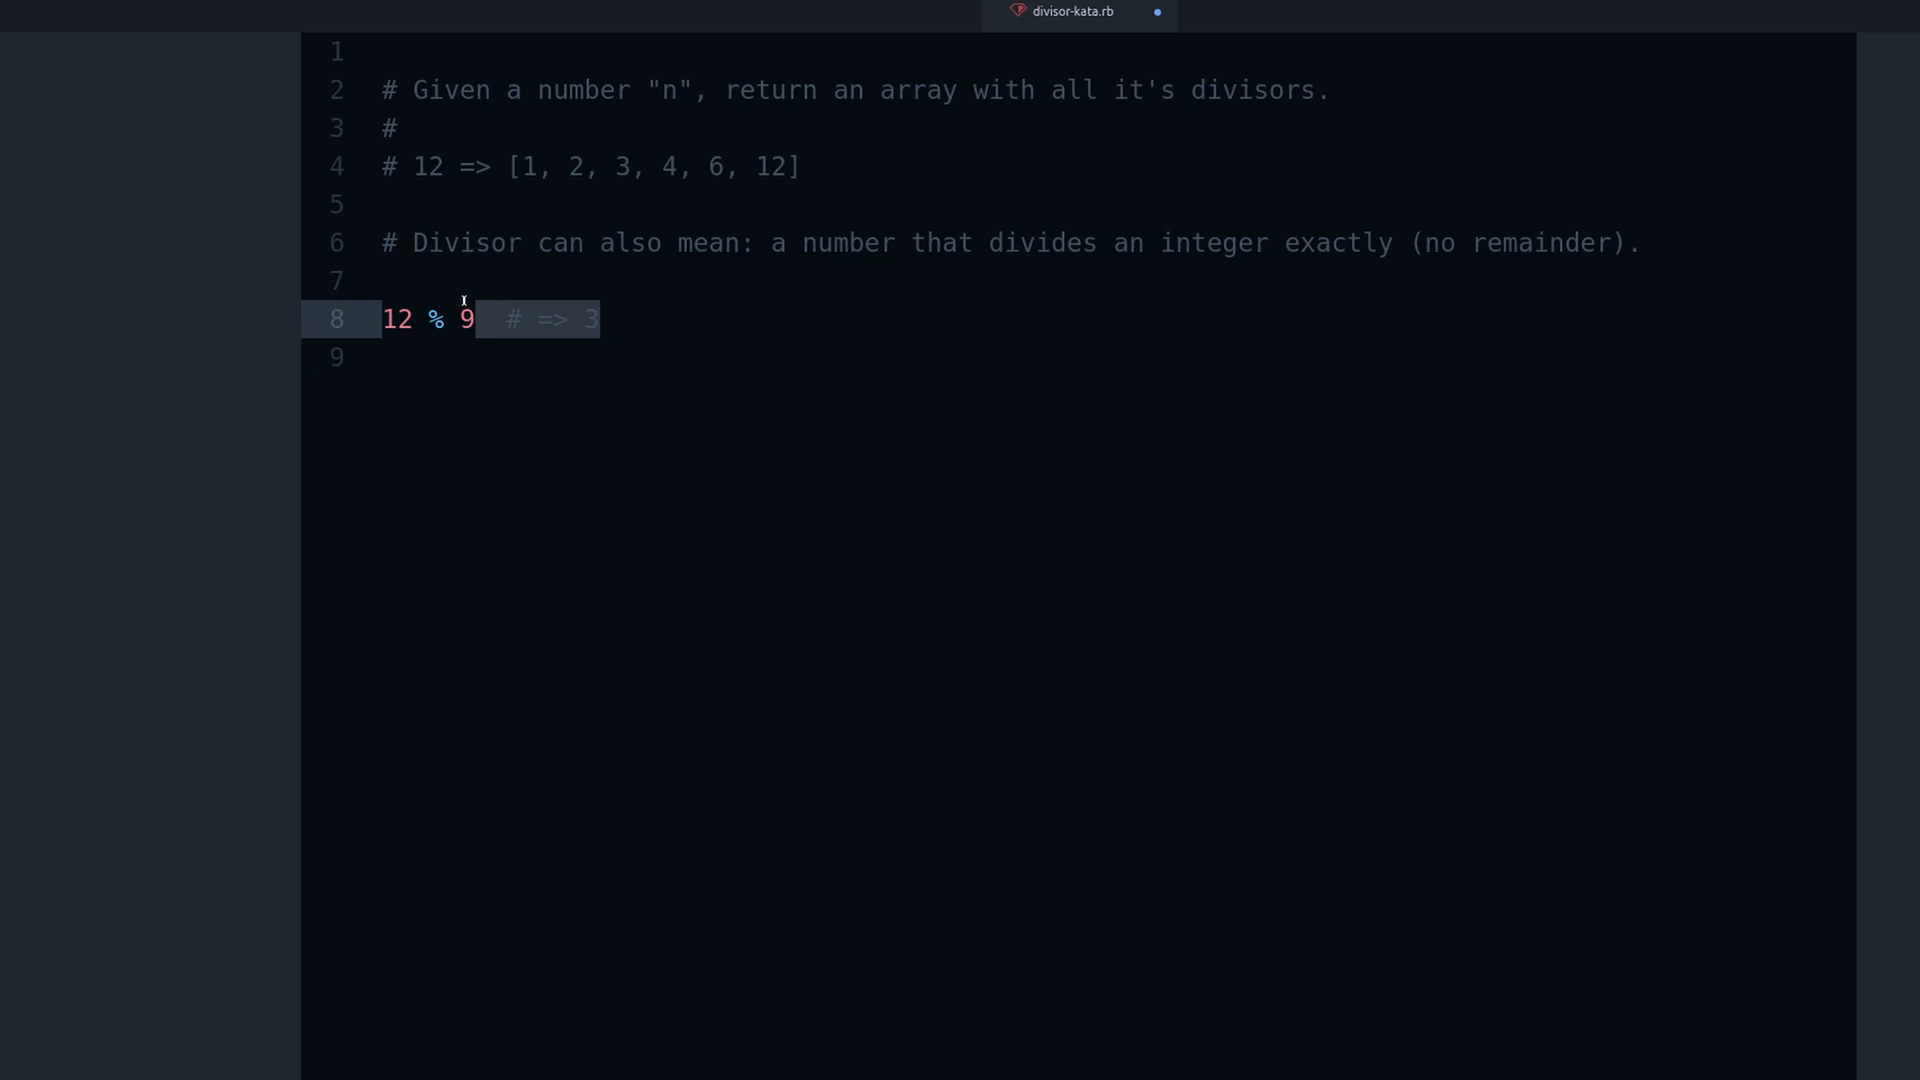 divisor-kata.rb
1
2 # Given a number "n", return an array with all it's divisors.
3 #
4 # 12 => [1, 2, 3, 4, 6, 12]
5
6 # Divisor can also mean: a number that divides an integer exactly (no remainder).
7
8 12 % 9  # => 3
9